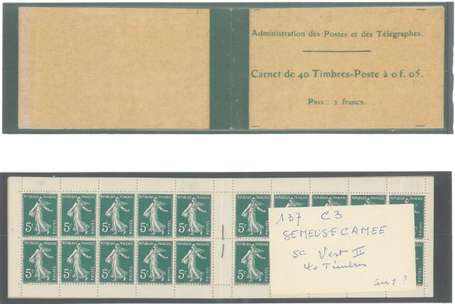 Administration des Postes et des Télégraphes.
Carnet de 40 Timbres-Poste à 0 f. 05.
Prix : 2 francs.
137 C3
SEMEUSE CAMEE
5c Vert II
40 Timbres